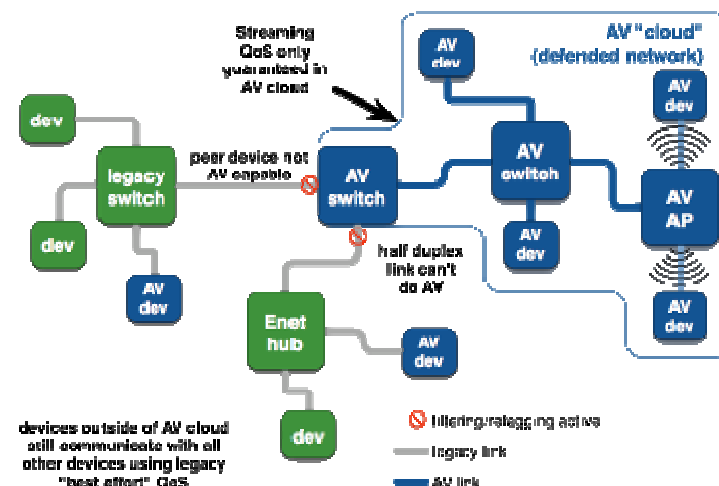 Streaming
QoS only
guaranteed in
AV cloud
AV "cloud"
(defended network)
AV
dev
AV
dev
dev
legacy
switch
peer device not
AV capable
AV
switch
AV
switch
AV
AP
dev
AV
dev
AV
dev
half duplex
link can't
do AV
AV
dev
Enet
hub
AV
dev
dev
devices outside of AV cloud
still communicate with all
other devices using legacy
"best effort" QoS
filtering/retagging active
legacy link
AV link